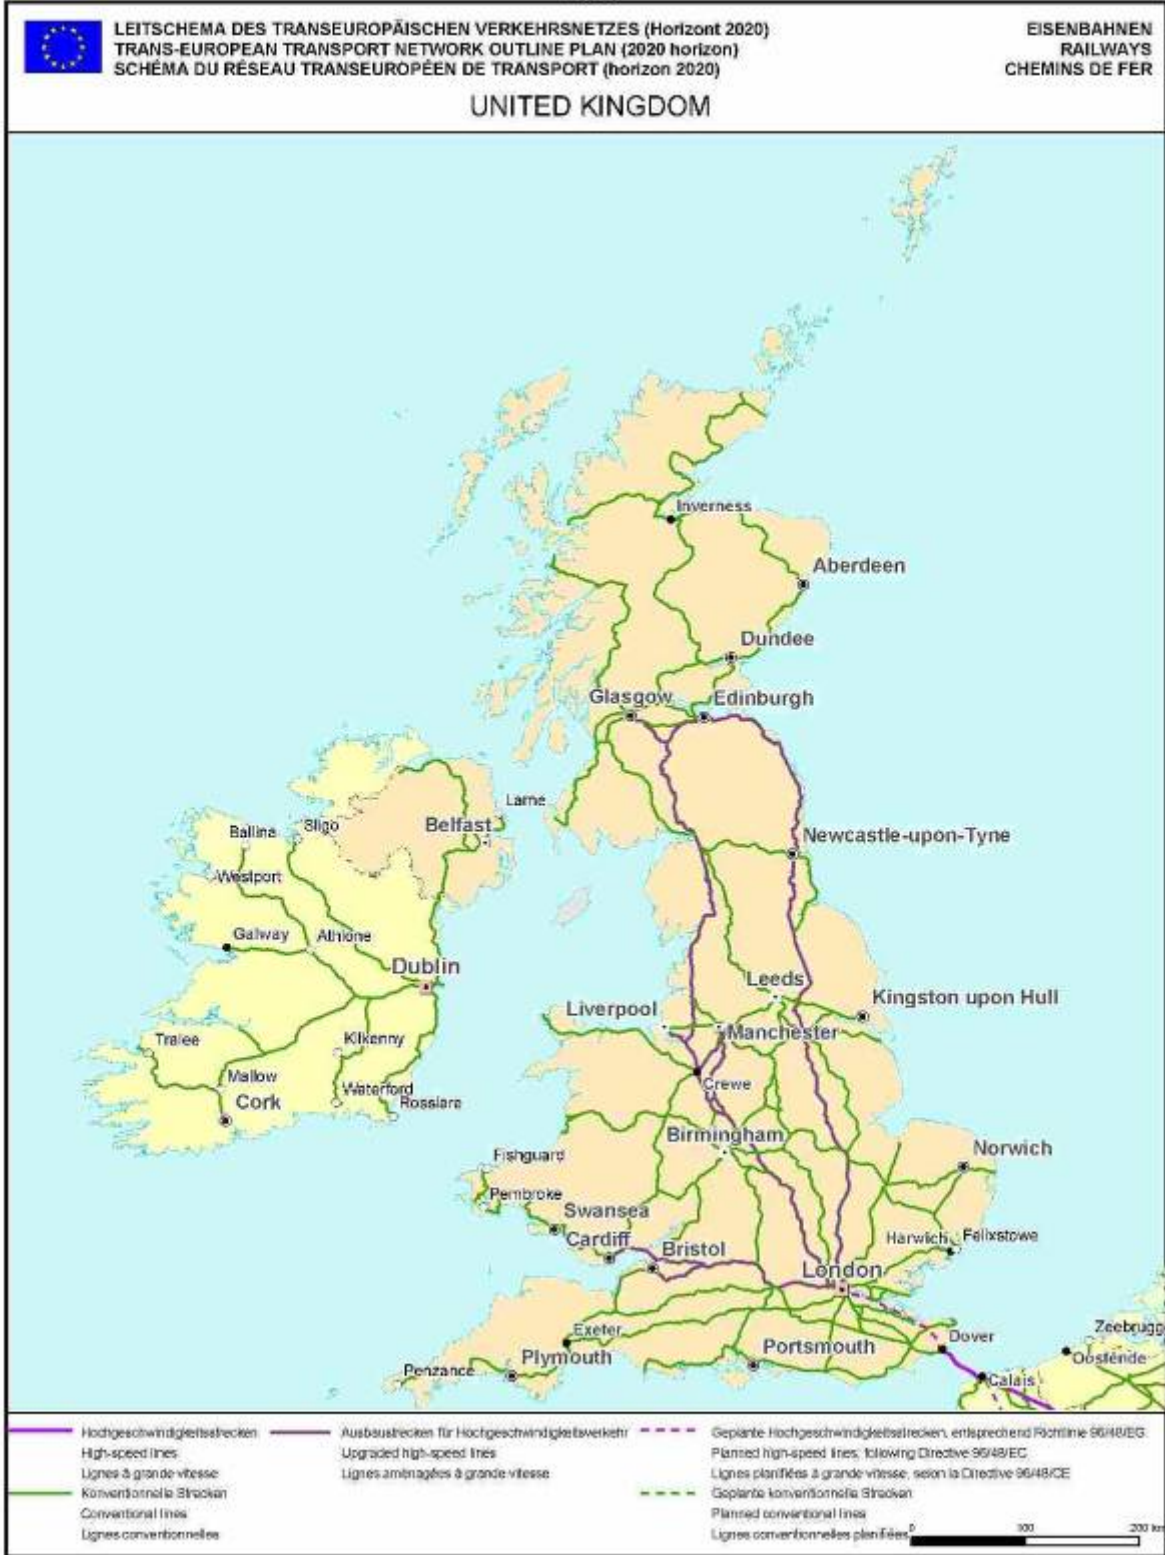 LEITSCHEMA DES TRANSEUROPÄISCHEN VERKEHRSNETZES (Horizont 2020)
TRANS-EUROPEAN TRANSPORT NETWORK OUTLINE PLAN (2020 horizon)
SCHÉMA DU RÉSEAU TRANSEUROPÉEN DE TRANSPORT (horizon 2020)
EISENBAHNEN
RAILWAYS
CHEMINS DE FER
UNITED KINGDOM
Inverness
Aberdeen
Dundee
Glasgow
Edinburgh
Larne
Belfast
Ballina
Sligo
Newcastle-upon-Tyne
Westport
Galway
Athlone
Dublin
Leeds
Kingston upon Hull
Liverpool
Manchester
Tralee
Kilkenny
Mallow
Crewe
Waterford
Cork
Rosslare
Birmingham
Norwich
Fishguard
Pembroke
Swansea
Cardiff
Bristol
Harwich
Felixstowe
London
Exeter
Dover
Zeebrugg
Portsmouth
Plymouth
Oostende
Penzance
Calais
Hochgeschwindigkeitsstrecken
High-speed lines
Lignes à grande vitesse
Konventionelle Strecken
Conventional lines
Lignes conventionnelles
Ausbaustrecken für Hochgeschwindigkeitsverkehr
Upgraded high-speed lines
Lignes aménagées à grande vitesse
Geplante Hochgeschwindigkeitsstrecken, entsprechend Richtlinie 96/48/EG
Planned high-speed lines, following Directive 96/48/EC
Lignes planifiées à grande vitesse, selon la Directive 96/48/CE
Geplante konventionelle Strecken
Planned conventional lines
Lignes conventionnelles planifiées
0 100 200 km